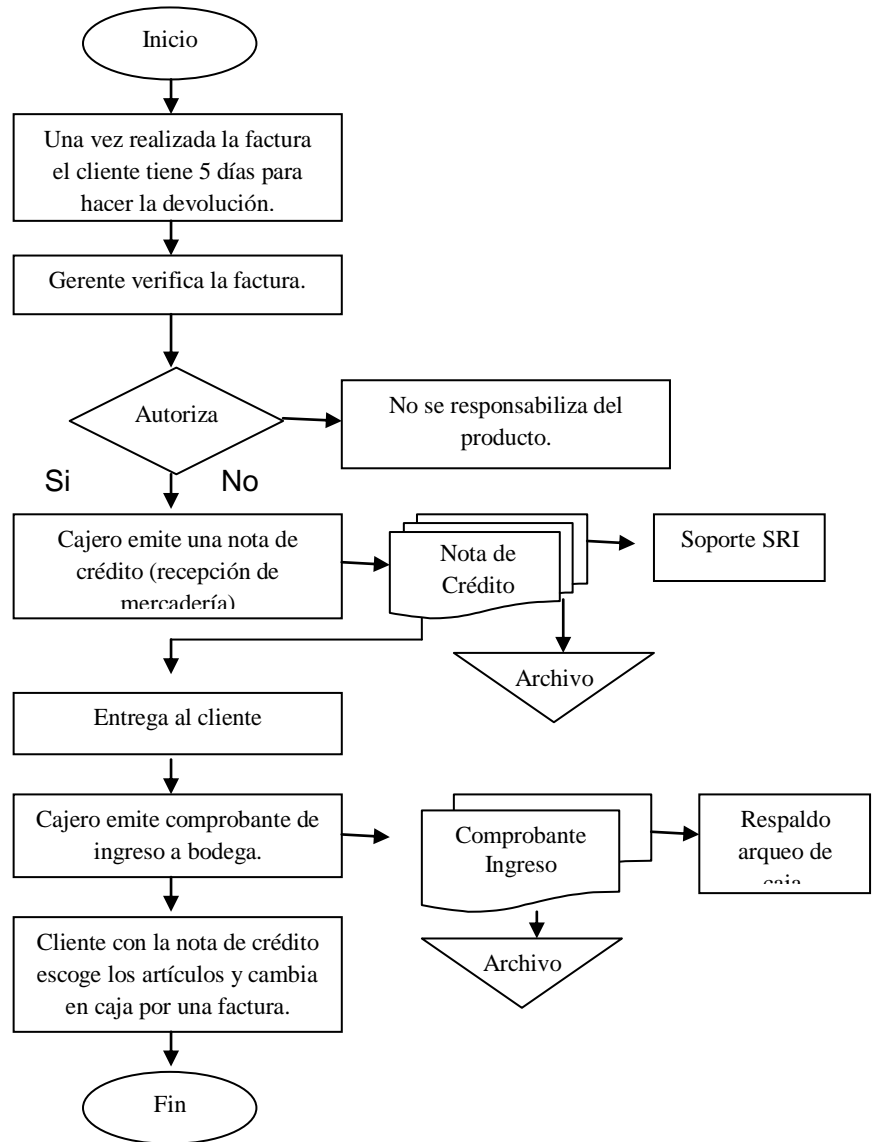 Inicio
Una vez realizada la factura
el cliente tiene 5 días para
hacer la devolución.
Gerente verifica la factura.
Autoriza
No se responsabiliza del
producto.
Si
No
Cajero emite una nota de
crédito (recepción de
mercadería)
Nota de
Crédito
Soporte SRI
Archivo
Entrega al cliente
Cajero emite comprobante de
ingreso a bodega.
Comprobante
Ingreso
Respaldo
arqueo de
caja
Archivo
Cliente con la nota de crédito
escoge los artículos y cambia
en caja por una factura.
Fin